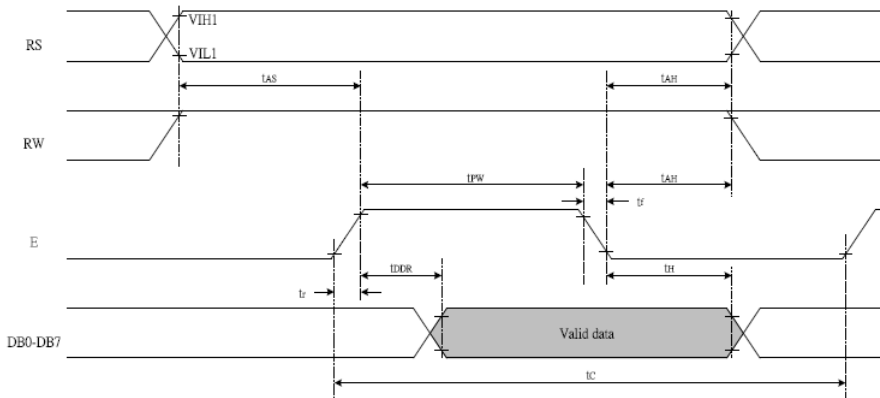 VIH1
RS
VIL1
tAS
tAH
RW
tPW
tAH
tf
E
tDDR
tH
tr
Valid data
DB0-DB7
tC